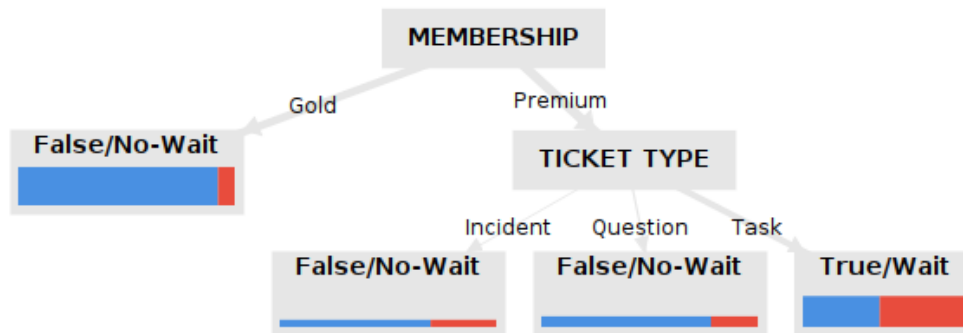 MEMBERSHIP
Gold
Premium
False/No-Wait
TICKET TYPE
Incident
Question
Task
False/No-Wait
False/No-Wait
True/Wait